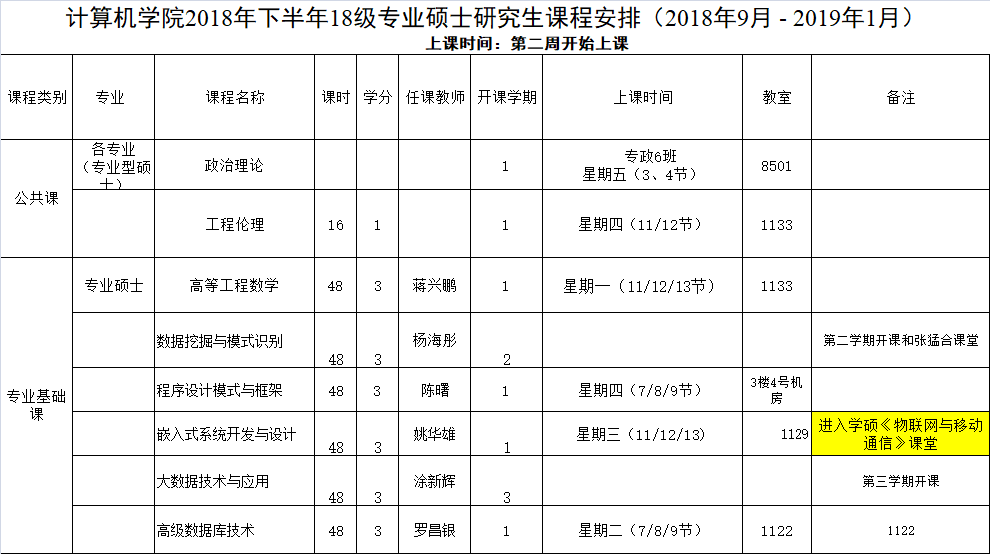 计算机学院2018年下半年18级专业硕士研究生课程安排（2018年9月 - 2019年1月）
上课时间: 第二周开始上课
课程类别 专业 课程名称 课时 学分 任课教师 开课学期 上课时间 教室 备注
公共课
各专业
（专业型硕
士）
政治理论 1
专政6班
星期五（3、4节）
8501
工程伦理 16 1 1 星期四（11/12节） 1133
专业基础
课
专业硕士 高等工程数学 48 3 蒋兴鹏 1 星期一（11/12/13节） 1133
数据挖掘与模式识别 48 3 杨海彤 2 第二学期开课和张猛合课堂
程序设计模式与框架 48 3 陈曙 1 星期四（7/8/9节）
3楼4号机
房
嵌入式系统开发与设计 48 3 姚华雄 1 星期三（11/12/13） 1129
进入学硕《物联网与移动
通信》课堂
大数据技术与应用 48 3 涂新辉 3 第三学期开课
高级数据库技术 48 3 罗昌银 1 星期二（7/8/9节） 1122 1122